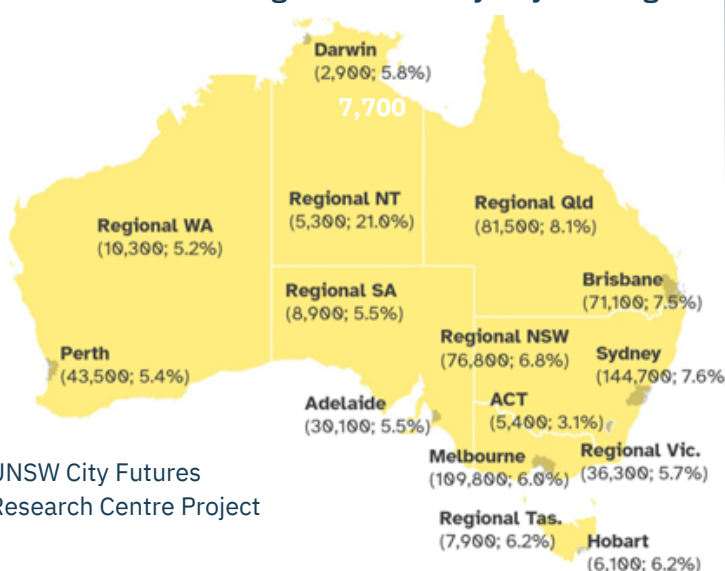 Darwin
(2,900; 5.8%)
7,700
Regional NT
(5,300; 21.0%)
Regional Qld
(81,500; 8.1%)
Regional WA
(10,300; 5.2%)
Regional SA
(8,900; 5.5%)
Brisbane
(71,100; 7.5%)
Regional NSW
(76,800; 6.8%)
Sydney
(144,700; 7.6%
Perth
(43,500; 5.4%)
Adelaide
(30,100; 5.5%)
ACT
(5,400; 3.1%)
Melbourne
(109,800; 6.0%)
Regional Vic.
(36,300; 5.7%)
UNSW City Futures
Research Centre Project
Regional Tas.
(7,900; 6.2%)
Hobart
(6,100; 6.2%)